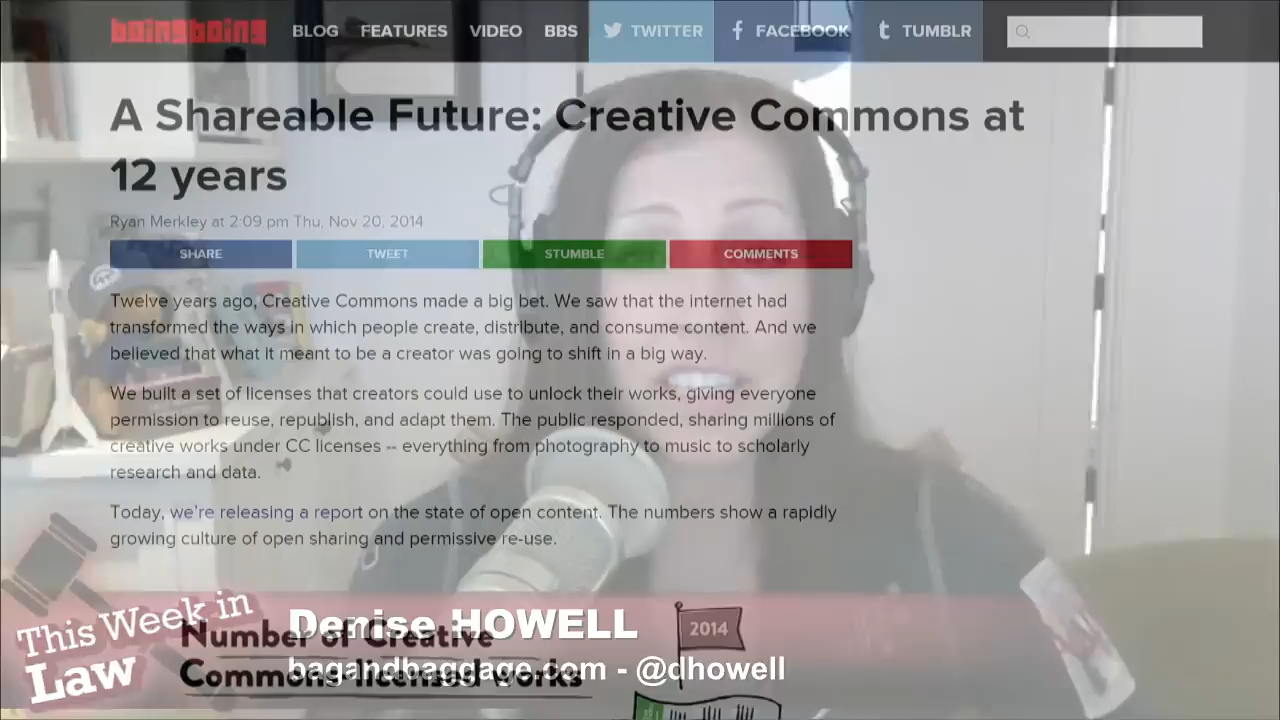 boingboing
BLOG FEATURES VIDEO BBS TWITTER FACEBOOK TUMBLR
A Shareable Future: Creative Commons at
12 years
Ryan Merkley at 2:09 pm Thu, Nov 20, 2014
SHARE TWEET STUMBLE COMMENTS
Twelve years ago, Creative Commons made a big bet. We saw that the internet had
transformed the ways in which people create, distribute, and consume content. And we
believed that what it meant to be a creator was going to shift in a big way.
We built a set of licenses that creators could use to unlock their works, giving everyone
permission to reuse, republish, and adapt them. The public responded, sharing millions of
creative works under CC licenses -- everything from photography to music to scholarly
research and data.
Today, we're releasing a report on the state of open content. The numbers show a rapidly
growing culture of open sharing and permissive re-use.
This Week in
Law
Denise HOWELL
bagandbaggage.com - @dhowell
Number of Creative
Commons licensed works
2014